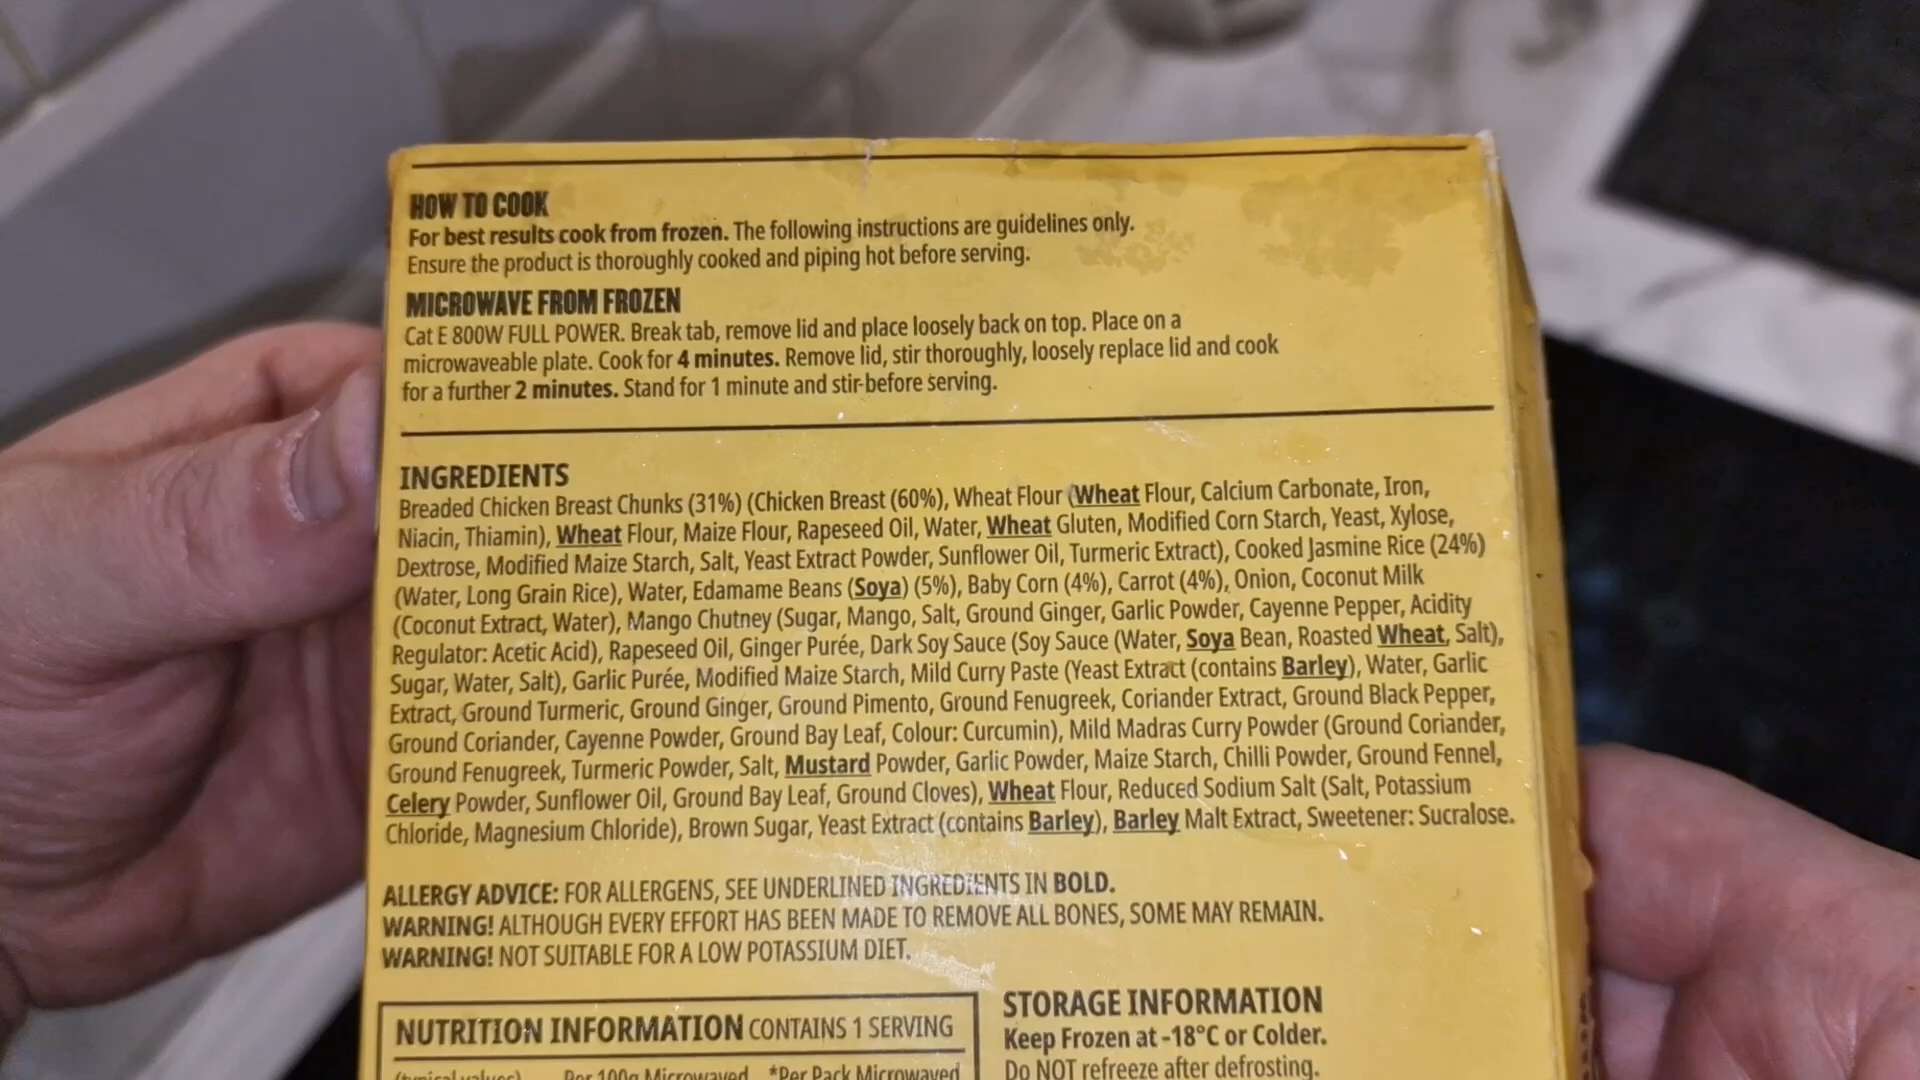 HOW TO COOK
For best results cook from frozen. The following instructions are guidelines only.
Ensure the product is thoroughly cooked and piping hot before serving.
MICROWAVE FROM FROZEN
Cat E 800W FULL POWER. Break tab, remove lid and place loosely back on top. Place on a
microwaveable plate. Cook for 4 minutes. Remove lid, stir thoroughly, loosely replace lid and cook
for a further 2 minutes. Stand for 1 minute and stir before serving.
INGREDIENTS
Breaded Chicken Breast Chunks (31%) (Chicken Breast (60%), Wheat Flour (Wheat Flour, Calcium Carbonate, Iron,
Niacin, Thiamin), Wheat Flour, Maize Flour, Rapeseed Oil, Water, Wheat Gluten, Modified Corn Starch, Yeast, Xylose,
Dextrose, Modified Maize Starch, Salt, Yeast Extract Powder, Sunflower Oil, Turmeric Extract), Cooked Jasmine Rice (24%)
(Water, Long Grain Rice), Water, Edamame Beans (Soya) (5%), Baby Corn (4%), Carrot (4%), Onion, Coconut Milk
(Coconut Extract, Water), Mango Chutney (Sugar, Mango, Salt, Ground Ginger, Garlic Powder, Cayenne Pepper, Acidity
Regulator: Acetic Acid), Rapeseed Oil, Ginger Purée, Dark Soy Sauce (Soy Sauce (Water, Soya Bean, Roasted Wheat, Salt),
Sugar, Water, Salt), Garlic Purée, Modified Maize Starch, Mild Curry Paste (Yeast Extract (contains Barley), Water, Garlic
Extract, Ground Turmeric, Ground Ginger, Ground Pimento, Ground Fenugreek, Coriander Extract, Ground Black Pepper,
Ground Coriander, Cayenne Powder, Ground Bay Leaf, Colour: Curcumin), Mild Madras Curry Powder (Ground Coriander,
Ground Fenugreek, Turmeric Powder, Salt, Mustard Powder, Garlic Powder, Maize Starch, Chilli Powder, Ground Fennel,
Celery Powder, Sunflower Oil, Ground Bay Leaf, Ground Cloves), Wheat Flour, Reduced Sodium Salt (Salt, Potassium
Chloride, Magnesium Chloride), Brown Sugar, Yeast Extract (contains Barley), Barley Malt Extract, Sweetener: Sucralose.
ALLERGY ADVICE: FOR ALLERGENS, SEE UNDERLINED INGREDIENTS IN BOLD.
WARNING! ALTHOUGH EVERY EFFORT HAS BEEN MADE TO REMOVE ALL BONES, SOME MAY REMAIN.
WARNING! NOT SUITABLE FOR A LOW POTASSIUM DIET.
NUTRITION INFORMATION CONTAINS 1 SERVING
(typical values) Per 100g Microwaved *Per Pack Microwaved
STORAGE INFORMATION
Keep Frozen at -18°C or Colder.
Do NOT refreeze after defrosting.